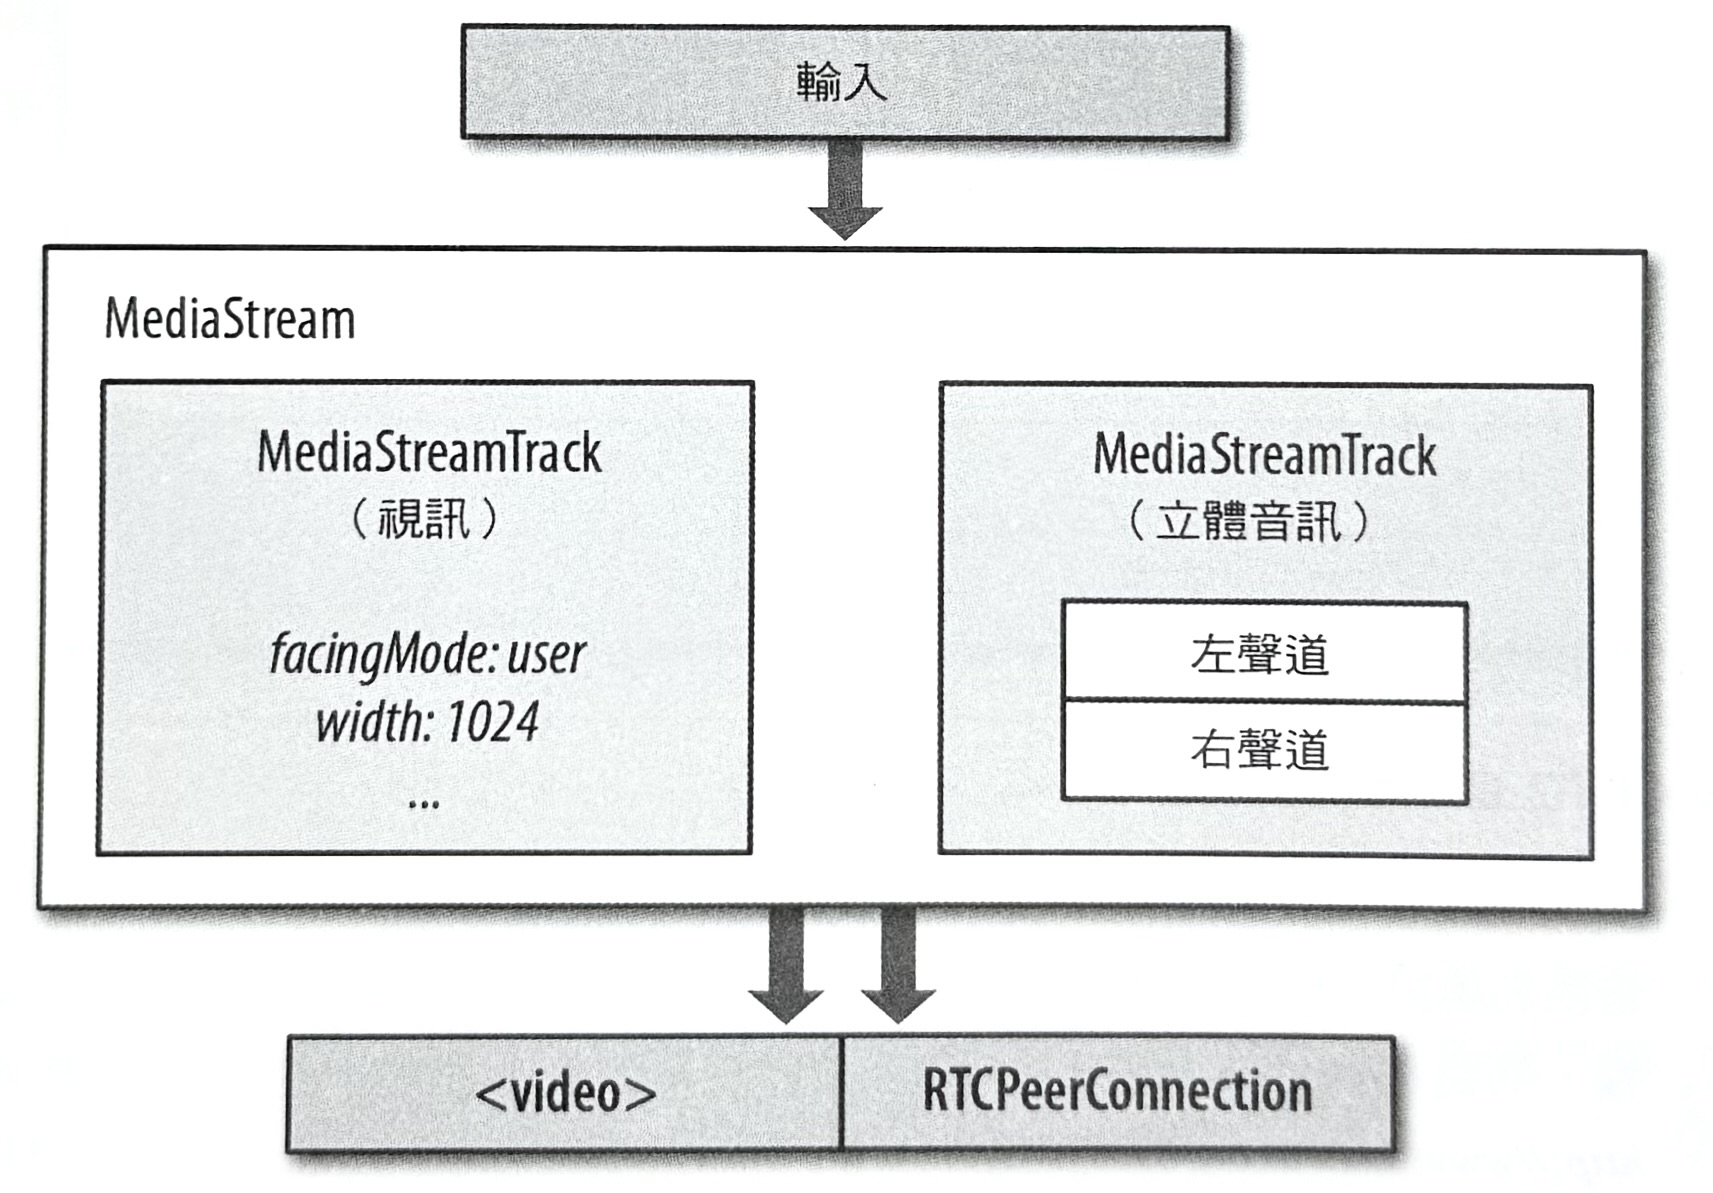 輸入
MediaStream
MediaStreamTrack
（視訊）
facingMode: user
width: 1024
...
MediaStreamTrack
（立體音訊）
左聲道
右聲道
<video>
RTCPeerConnection